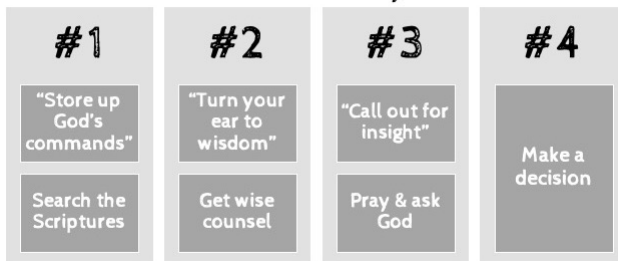 #1
“Store up
God's
commands”
Search the
Scriptures
#2
“Turn your
ear to
wisdom”
Get wise
counsel
#3
“Call out for
insight”
Pray & ask
God
#4
Make a
decision